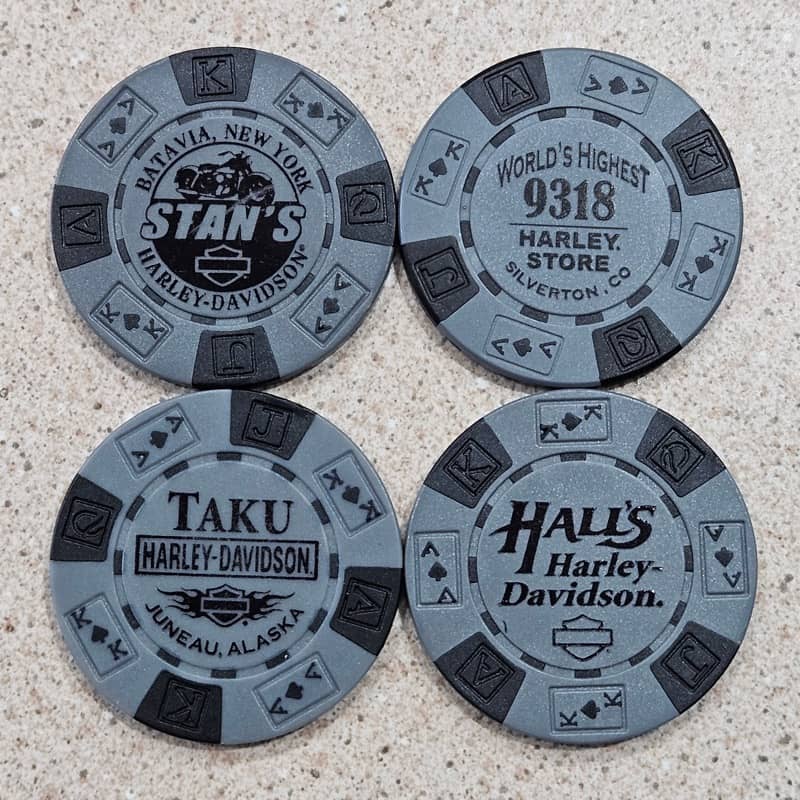 BATAVIA, NEW YORK
STAN'S
HARLEY-DAVIDSON®
K
A K
Q
A K
J
K K
A
A A
WORLD'S HIGHEST
9318
HARLEY.
STORE
SILVERTON, CO
A
A A
K
K K
Q
A A
J
K K
TAKU
HARLEY-DAVIDSON.
JUNEAU, ALASKA
J
K K
A
A A
K
K K
Q
A A
HALL'S
Harley-
Davidson.
K K
Q
A A
J
K K
A
A A
K